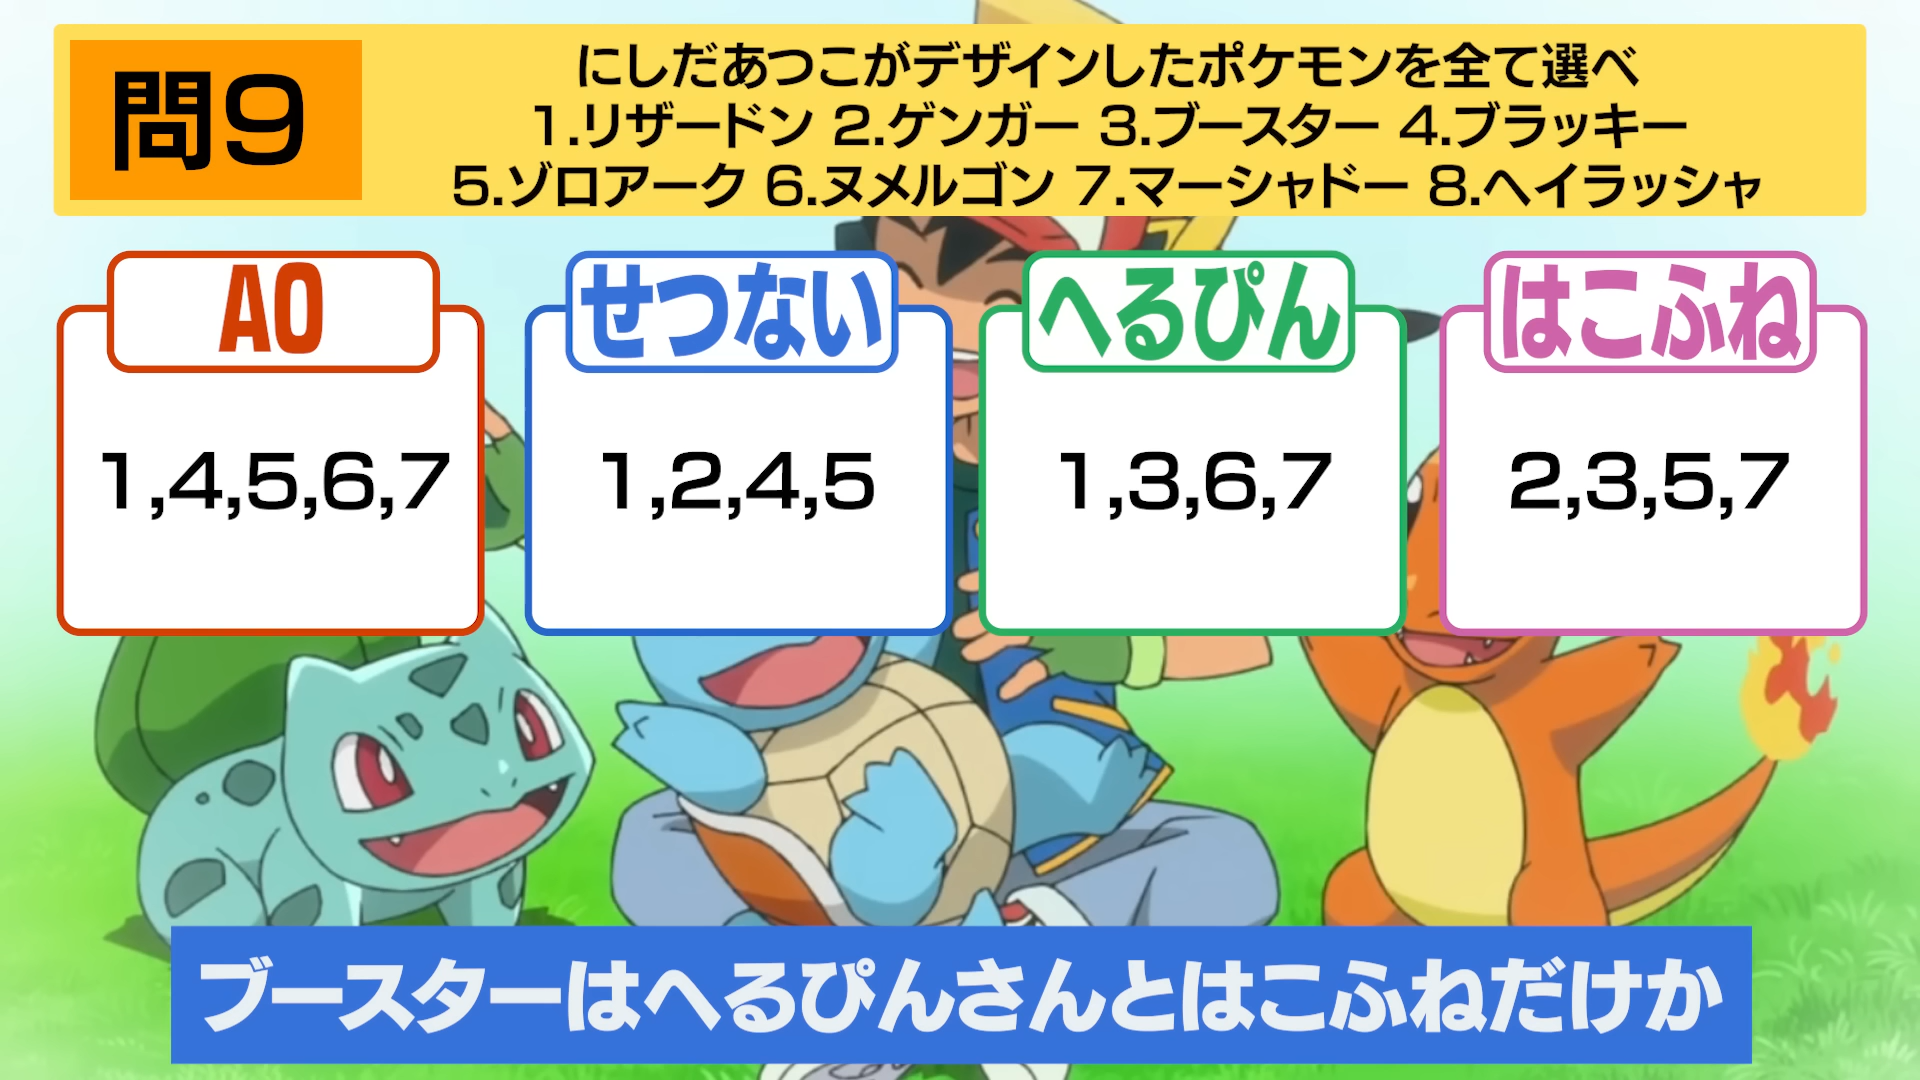 問9
にしだあつこがデザインしたポケモンを全て選べ
1.リザードン 2.ゲンガー 3.ブースター 4.ブラッキー
5.ゾロアーク 6.ヌメルゴン 7.マーシャドー 8.ヘイラッシャ
AO
せつない
へるぴん
はこふね
1,4,5,6,7
1,2,4,5
1,3,6,7
2,3,5,7
ブースターはへるぴんさんとはこふねだけか